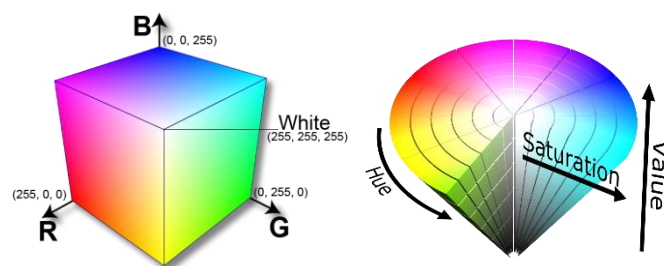 B
(0, 0, 255)
White
(255, 255, 255)
(255, 0, 0)
(0, 255, 0)
R
G
Hue
Saturation
Value